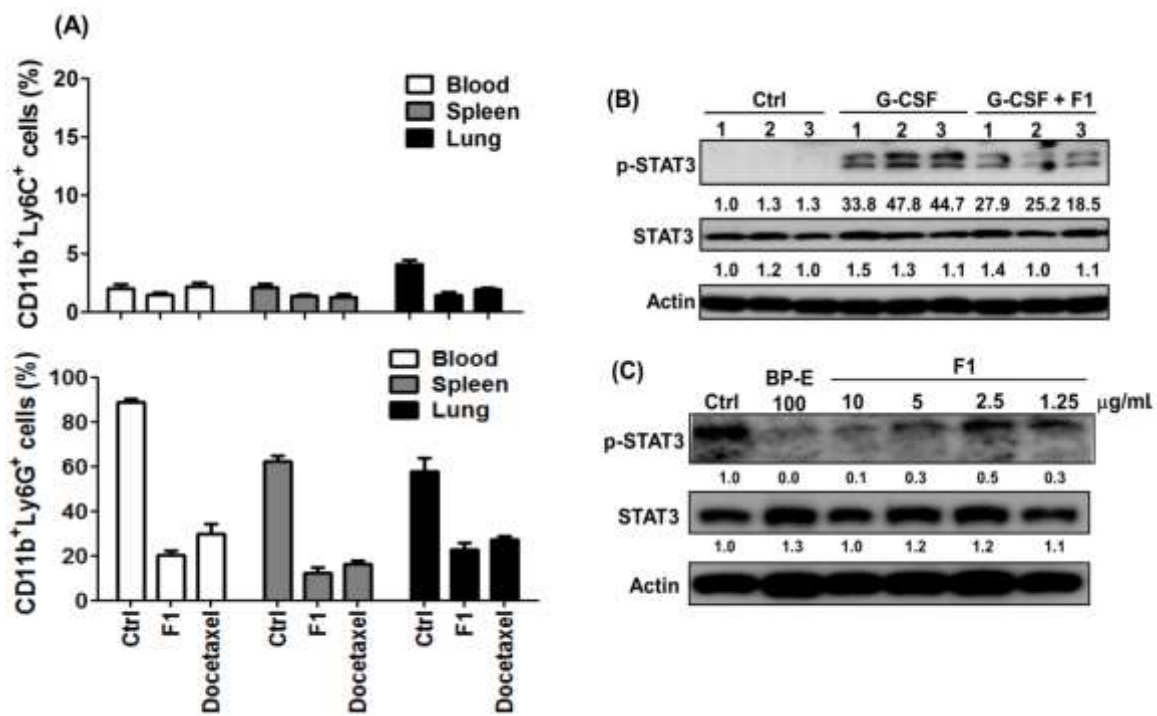 (A)
CD11b+Ly6C+ cells (%)
20
15
10
5
0
Blood
Spleen
Lung
CD11b+Ly6G+ cells (%)
100
80
60
40
20
0
Blood
Spleen
Lung
Ctrl
F1
Docetaxel
Ctrl
F1
Docetaxel
Ctrl
F1
Docetaxel
(B)
Ctrl G-CSF G-CSF + F1
1 2 3 1 2 3 1 2 3
p-STAT3
1.0 1.3 1.3 33.8 47.8 44.7 27.9 25.2 18.5
STAT3
1.0 1.2 1.0 1.5 1.3 1.1 1.4 1.0 1.1
Actin
(C)
BP-E F1
Ctrl 100 10 5 2.5 1.25 μg/mL
p-STAT3
1.0 0.0 0.1 0.3 0.5 0.3
STAT3
1.0 1.3 1.0 1.2 1.2 1.1
Actin